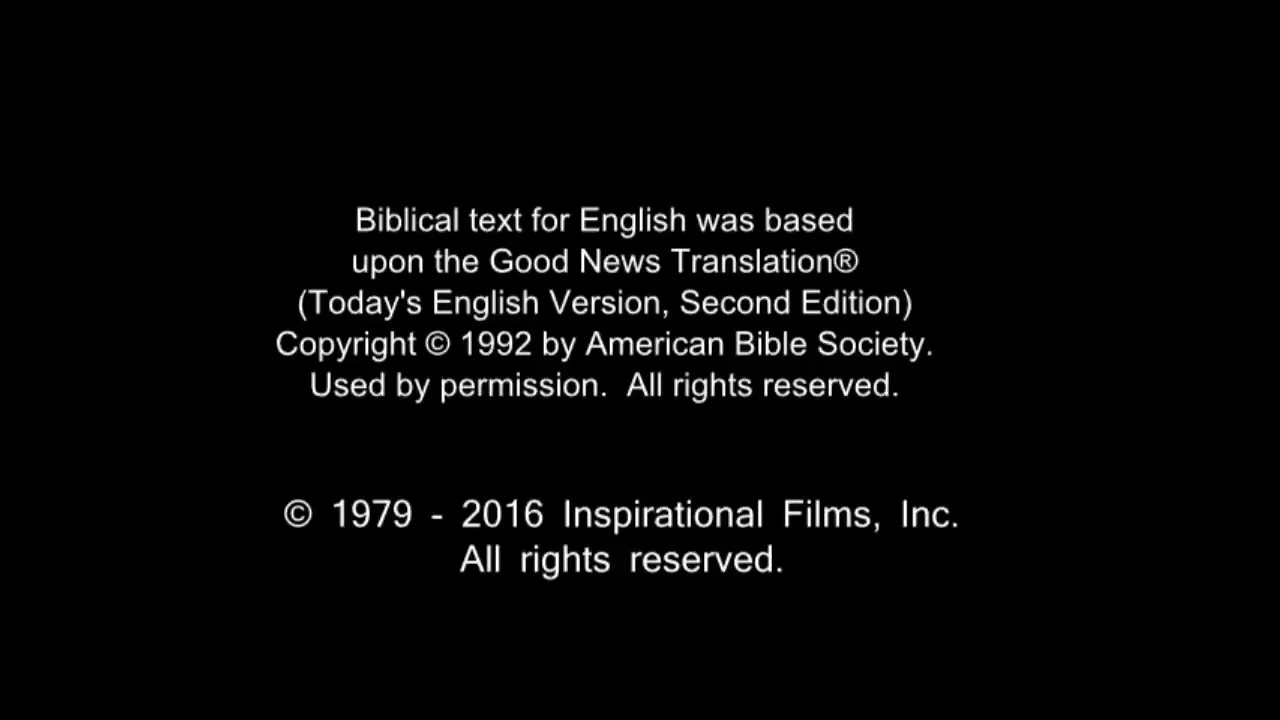 Biblical text for English was based
upon the Good News Translation®
(Today's English Version, Second Edition)
Copyright © 1992 by American Bible Society.
Used by permission.  All rights reserved.
© 1979 - 2016 Inspirational Films, Inc.
All rights reserved.